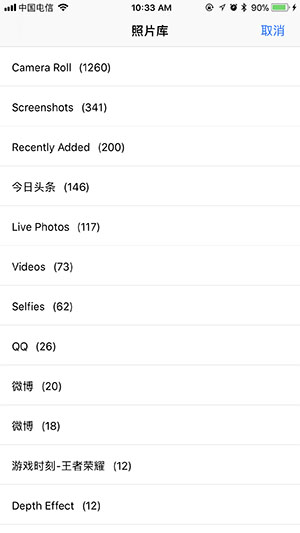 中国电信 10:33 AM 90%
照片库 取消
Camera Roll (1260)
Screenshots (341)
Recently Added (200)
今日头条 (146)
Live Photos (117)
Videos (73)
Selfies (62)
QQ (26)
微博 (20)
微博 (18)
游戏时刻-王者荣耀 (12)
Depth Effect (12)